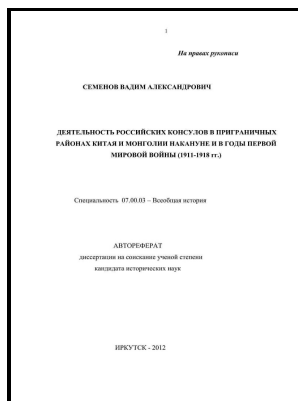 1
На правах рукописи
СЕМЕНОВ ВАДИМ АЛЕКСАНДРОВИЧ
ДЕЯТЕЛЬНОСТЬ РОССИЙСКИХ КОНСУЛОВ В ПРИГРАНИЧНЫХ
РАЙОНАХ КИТАЯ И МОНГОЛИИ НАКАНУНЕ И В ГОДЫ ПЕРВОЙ
МИРОВОЙ ВОЙНЫ (1911-1918 гг.)
Специальность 07.00.03 – Всеобщая история
АВТОРЕФЕРАТ
диссертации на соискание ученой степени
кандидата исторических наук
ИРКУТСК - 2012